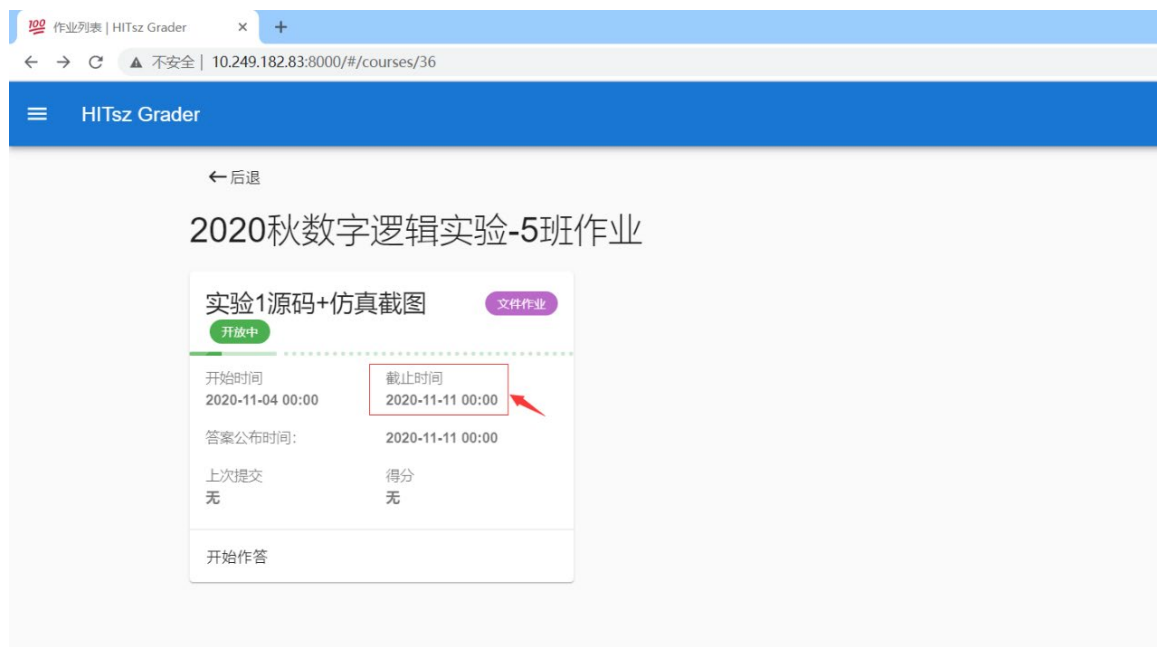 作业列表 | HITsz Grader
不安全 | 10.249.182.83:8000/#/courses/36
HITsz Grader
后退
2020秋数字逻辑实验-5班作业
实验1源码+仿真截图 文件作业
开放中
开始时间 截止时间
2020-11-04 00:00 2020-11-11 00:00
答案公布时间: 2020-11-11 00:00
上次提交 得分
无 无
开始作答